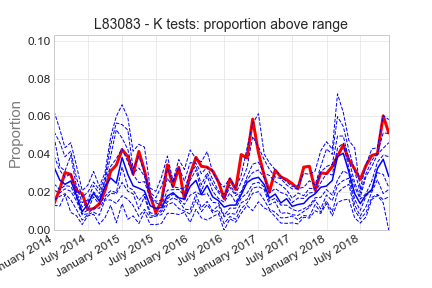 L83083 - K tests: proportion above range
0.10
0.08
0.06
0.04
0.02
0.00
Proportion
nuary 2014
July 2014
January 2015
July 2015
January 2016
July 2016
January 2017
July 2017
January 2018
July 2018